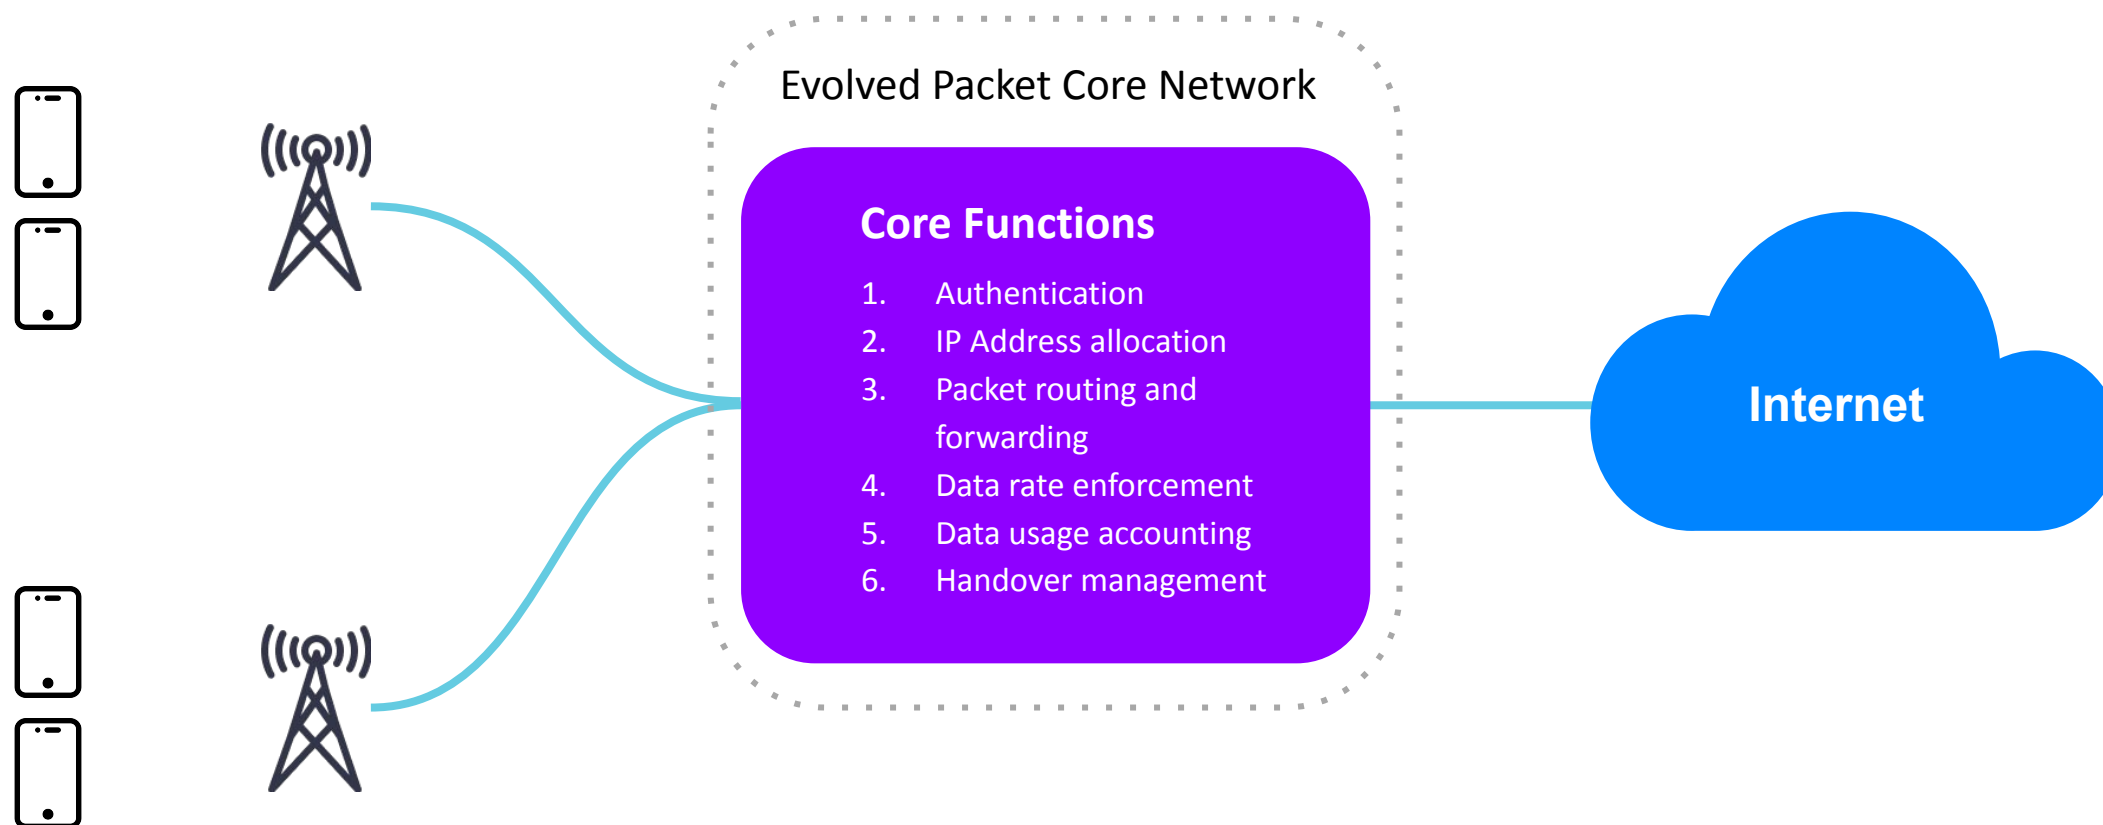 Evolved Packet Core Network
Core Functions
1. Authentication
2. IP Address allocation
3. Packet routing and
forwarding
4. Data rate enforcement
5. Data usage accounting
6. Handover management
Internet